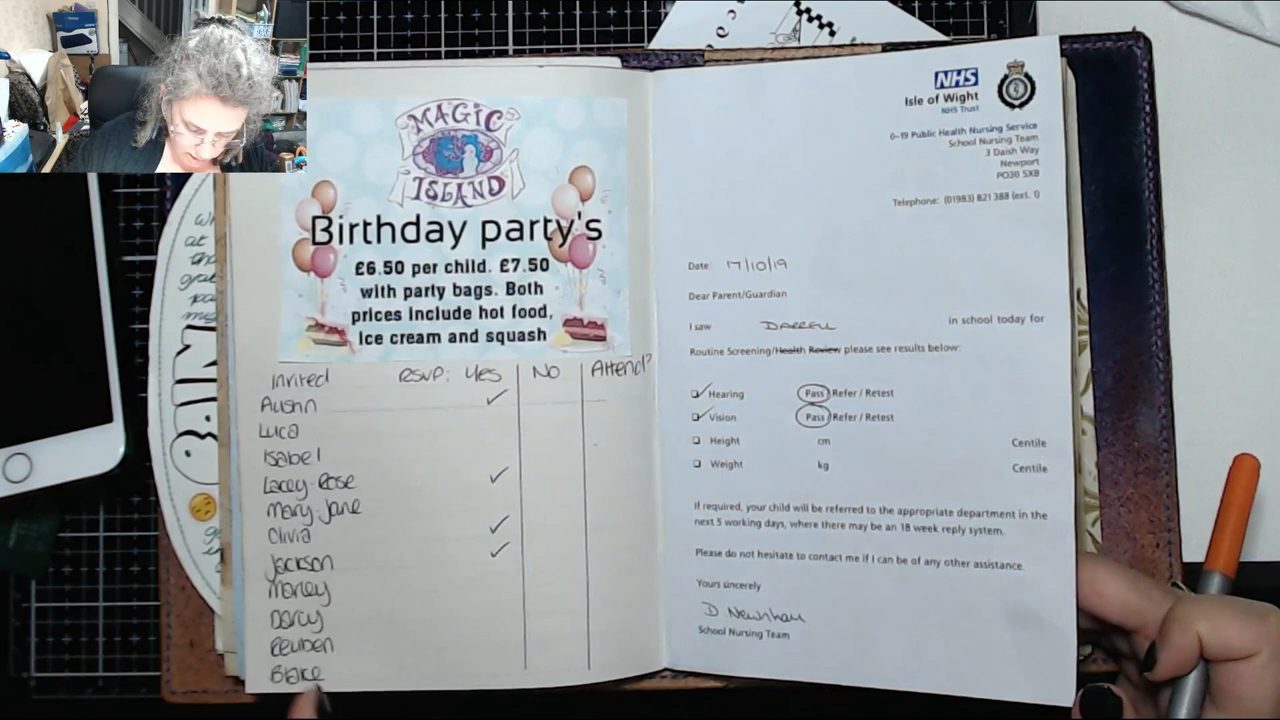 MAGIC
ISLAND
Birthday party's
£6.50 per child. £7.50
with party bags. Both
prices include hot food,
Ice cream and squash
Invited RSVP: Yes No Attend?
Austin
Luca
Isabel
Lacey-Rose
Mary-Jane
Olivia
Jackson
Morley
Darcy
Reuben
Blake
NHS
Isle of Wight
NHS Trust
0-19 Public Health Nursing Service
School Nursing Team
3 Daish Way
Newport
PO30 5XB
Telephone: (01983) 821 388 (ext. 1)
Date: 17/10/19
Dear Parent/Guardian
I saw DARRELL in school today for
Routine Screening/Health Review please see results below:
Hearing Pass Refer / Retest
Vision Pass Refer / Retest
Height cm Centile
Weight kg Centile
If required, your child will be referred to the appropriate department in the
next 5 working days, where there may be an 18 week reply system.
Please do not hesitate to contact me if I can be of any other assistance.
Yours sincerely
D Newnham
School Nursing Team